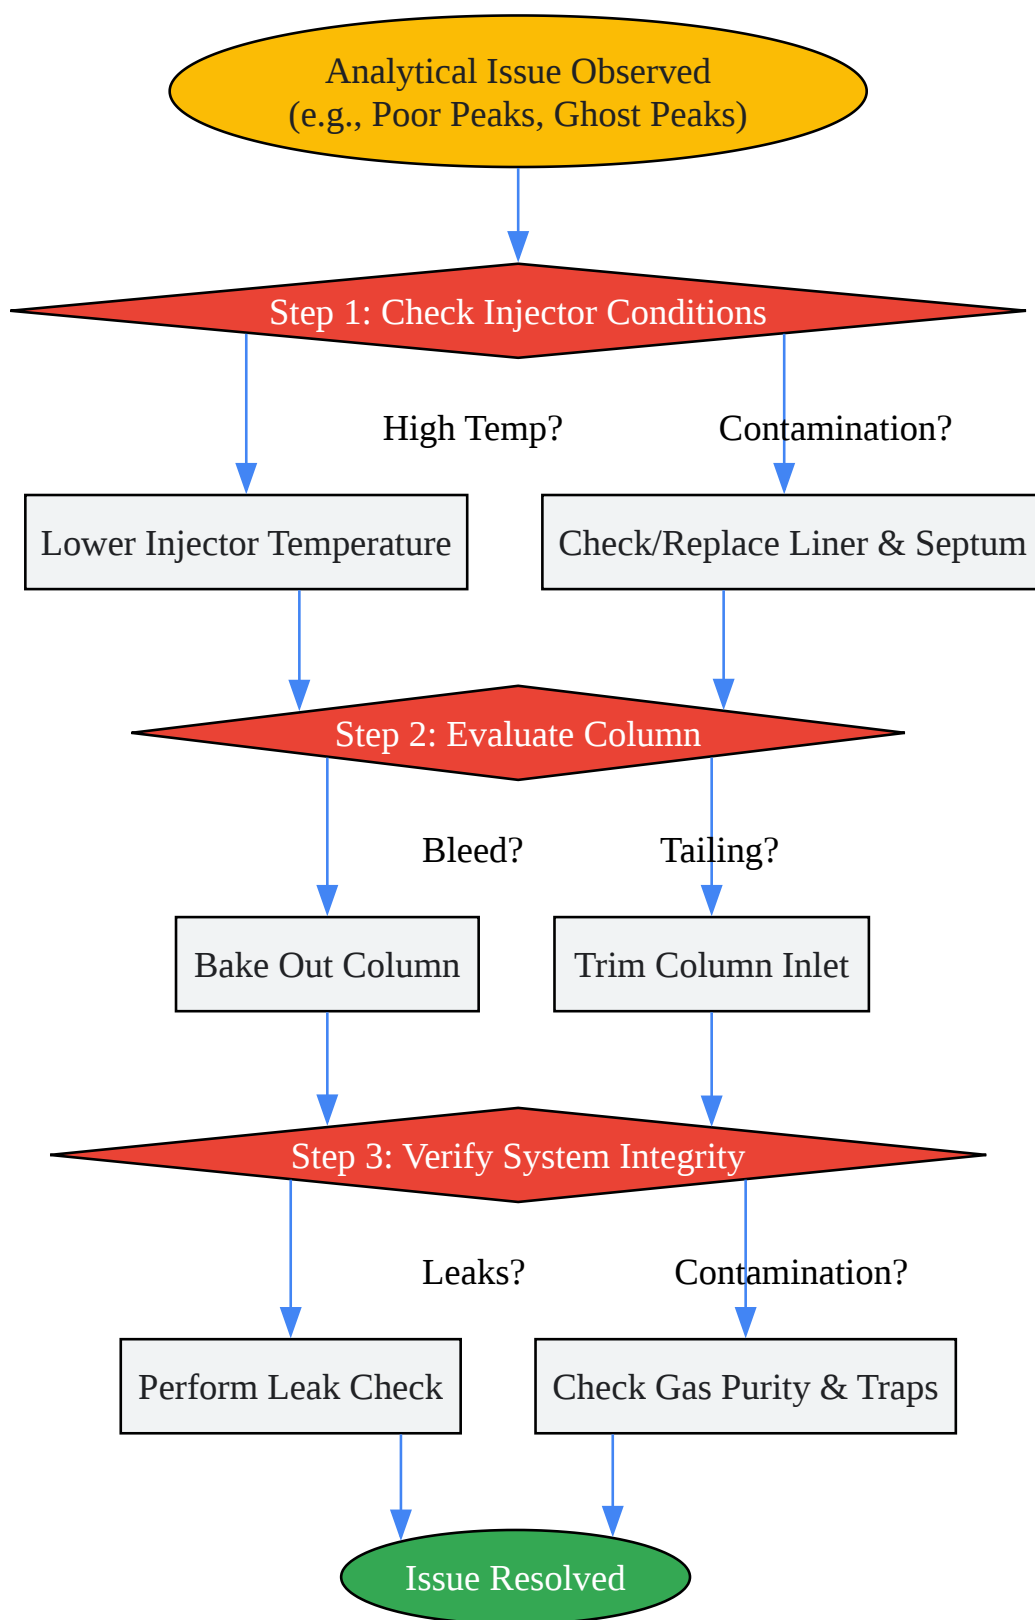 Analytical Issue Observed
(e.g., Poor Peaks, Ghost Peaks)
Step 1: Check Injector Conditions
High Temp?
Contamination?
Lower Injector Temperature
Check/Replace Liner & Septum
Step 2: Evaluate Column
Bleed?
Tailing?
Bake Out Column
Trim Column Inlet
Step 3: Verify System Integrity
Leaks?
Contamination?
Perform Leak Check
Check Gas Purity & Traps
Issue Resolved